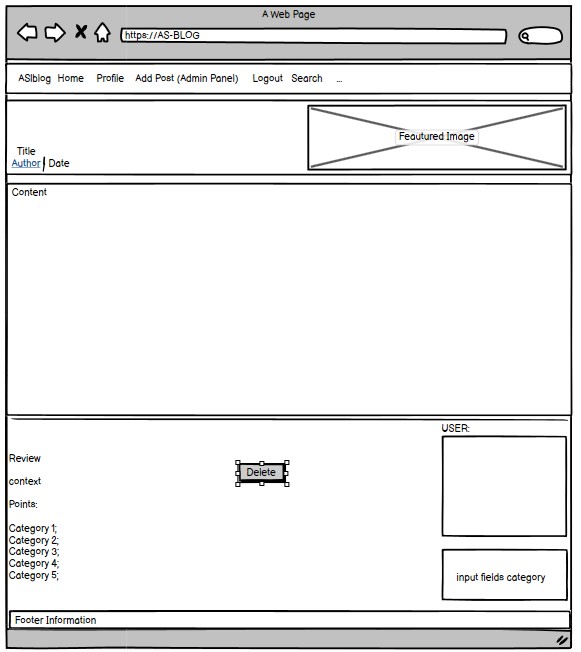 A Web Page
https://AS-BLOG
ASIblog Home Profile Add Post (Admin Panel) Logout Search ...
Feautured Image
Title
Author | Date
Content
USER:
Review
Delete
context
Points:
Category 1;
Category 2;
Category 3;
Category 4;
Category 5;
input fields category
Footer Information